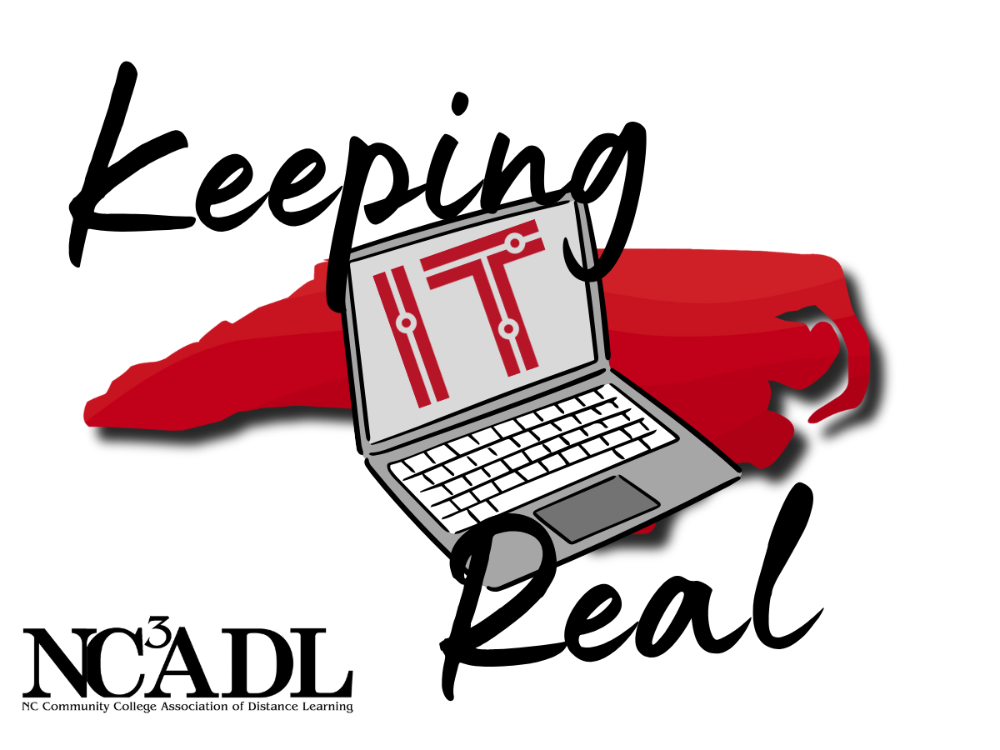 Keeping
IT
Real
NC³ADL
NC Community College Association of Distance Learning